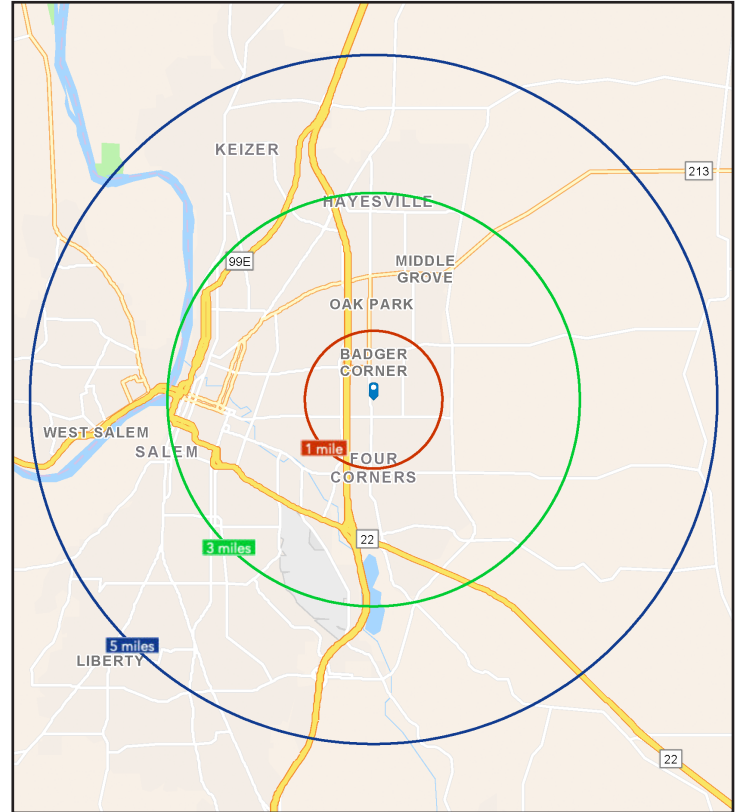 KEIZER
213
HAYESVILLE
99E
MIDDLE
GROVE
OAK PARK
BADGER
CORNER
WEST SALEM
SALEM
1 mile
FOUR
CORNERS
22
3 miles
5 miles
LIBERTY
22